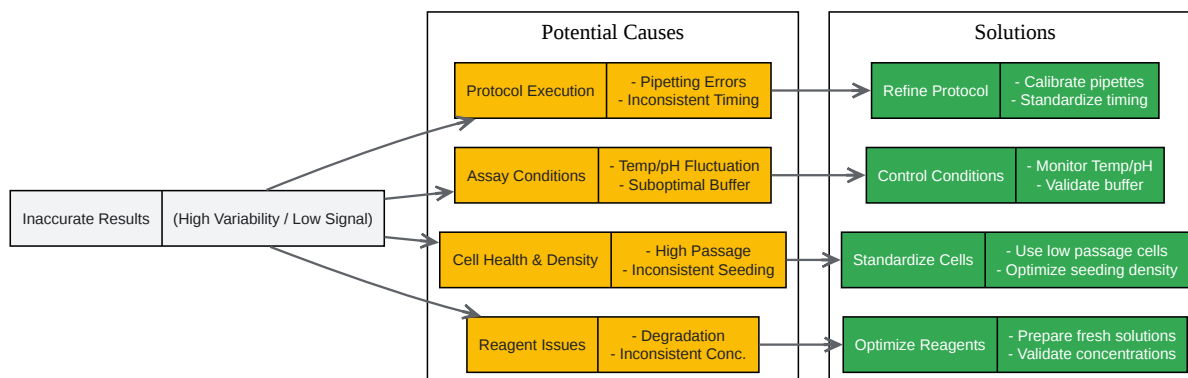 Potential Causes
Solutions
Protocol Execution
- Pipetting Errors
- Inconsistent Timing
Refine Protocol
- Calibrate pipettes
- Standardize timing
Assay Conditions
- Temp/pH Fluctuation
- Suboptimal Buffer
Control Conditions
- Monitor Temp/pH
- Validate buffer
Inaccurate Results
(High Variability / Low Signal)
Cell Health & Density
- High Passage
- Inconsistent Seeding
Standardize Cells
- Use low passage cells
- Optimize seeding density
Reagent Issues
- Degradation
- Inconsistent Conc.
Optimize Reagents
- Prepare fresh solutions
- Validate concentrations